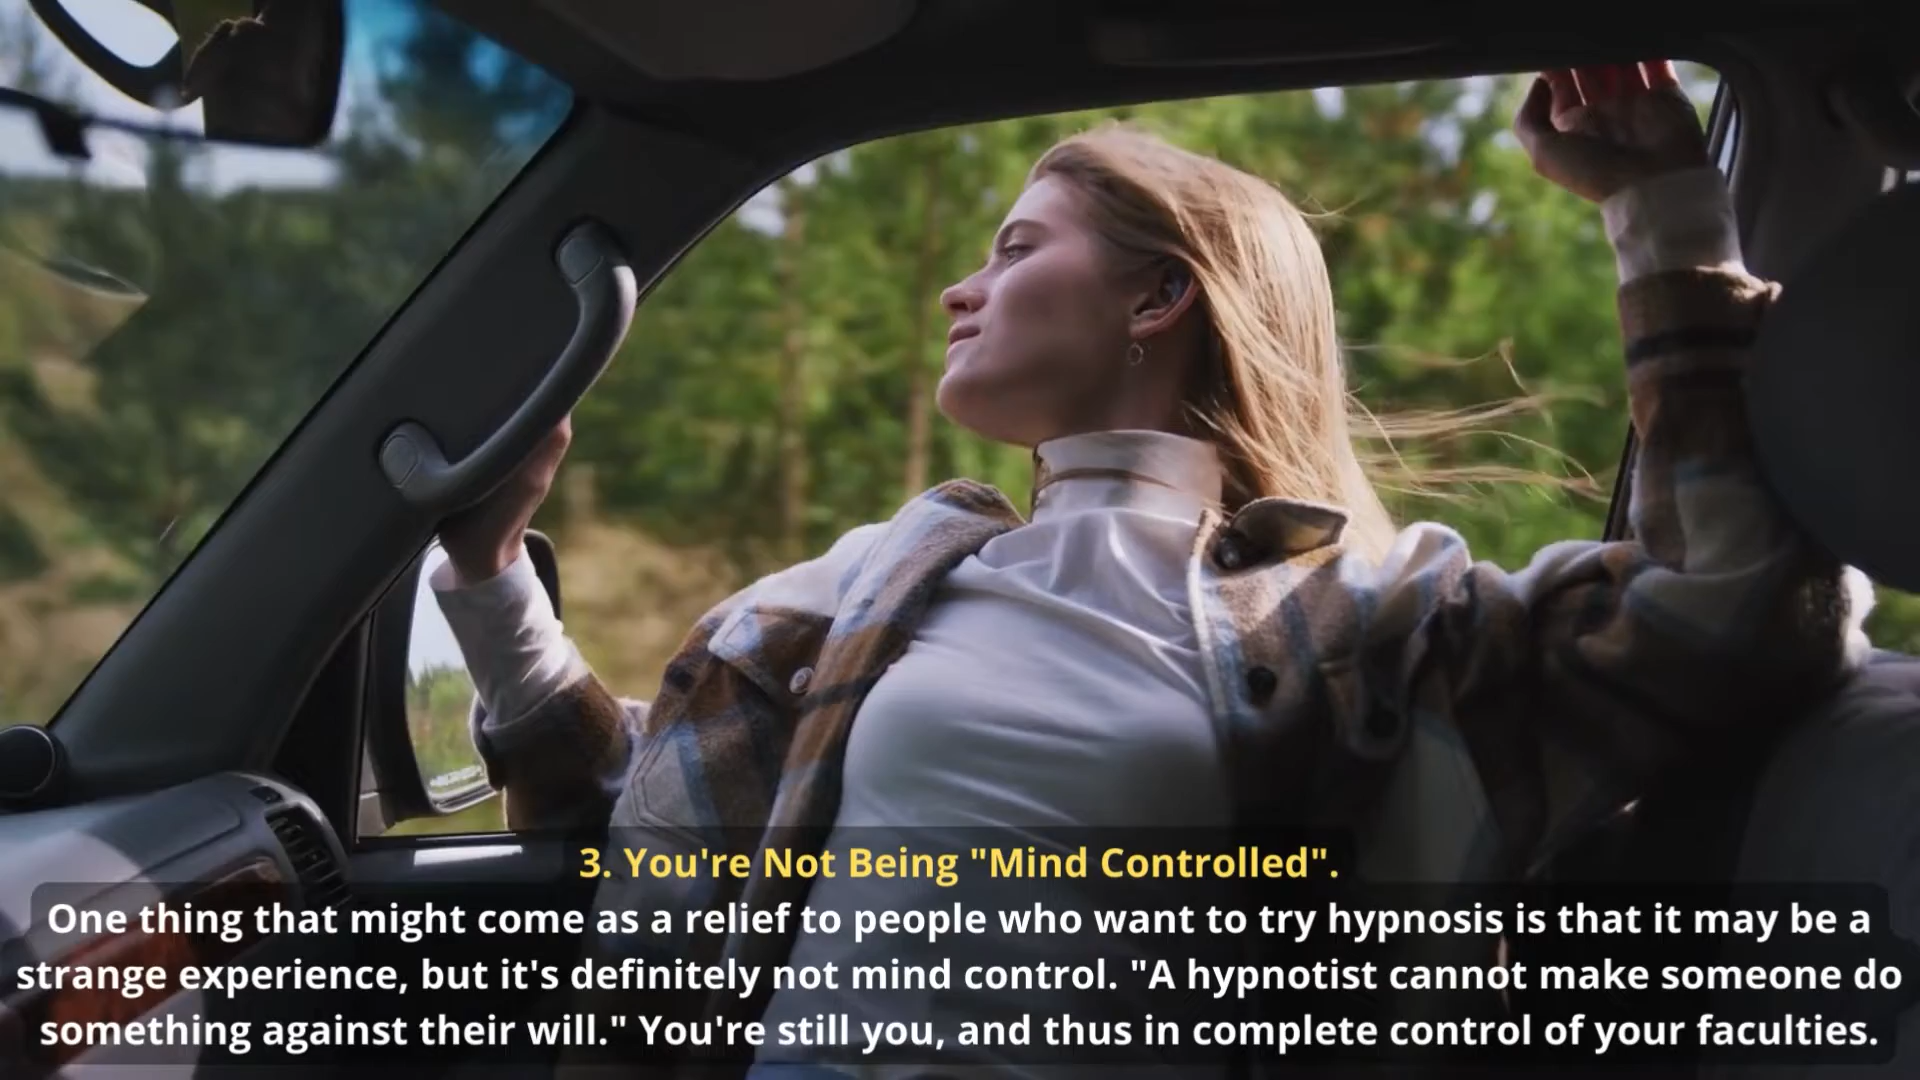 3. You're Not Being "Mind Controlled".
One thing that might come as a relief to people who want to try hypnosis is that it may be a
strange experience, but it's definitely not mind control. "A hypnotist cannot make someone do
something against their will." You're still you, and thus in complete control of your faculties.